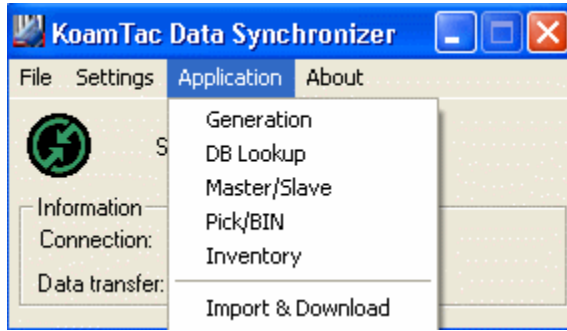 KoamTac Data Synchronizer
File Settings Application About
Generation
S DB Lookup
Master/Slave
Information Pick/BIN
Connection: Inventory
Data transfer:
Import & Download